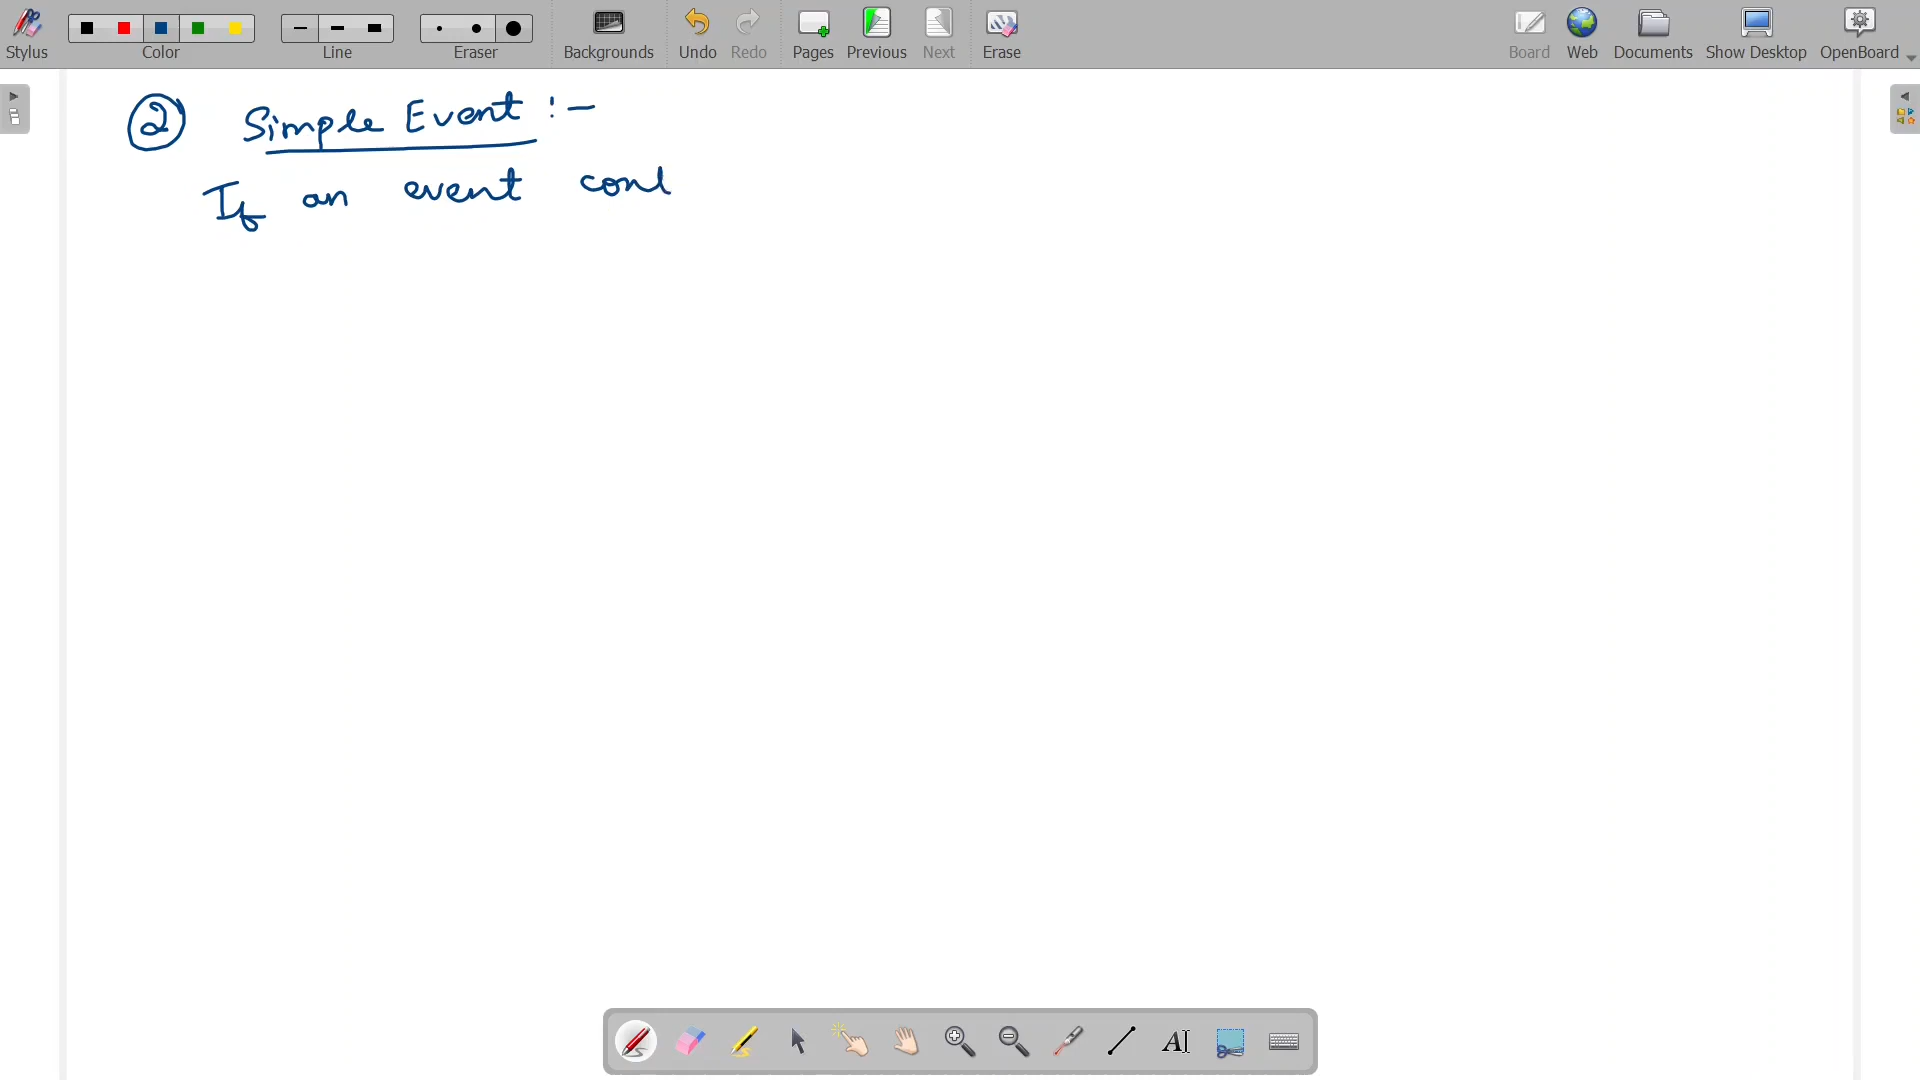 Stylus Color Line Eraser Backgrounds Undo Redo Pages Previous Next Erase Board Web Documents Show Desktop OpenBoard
② Simple Event :-
If an event